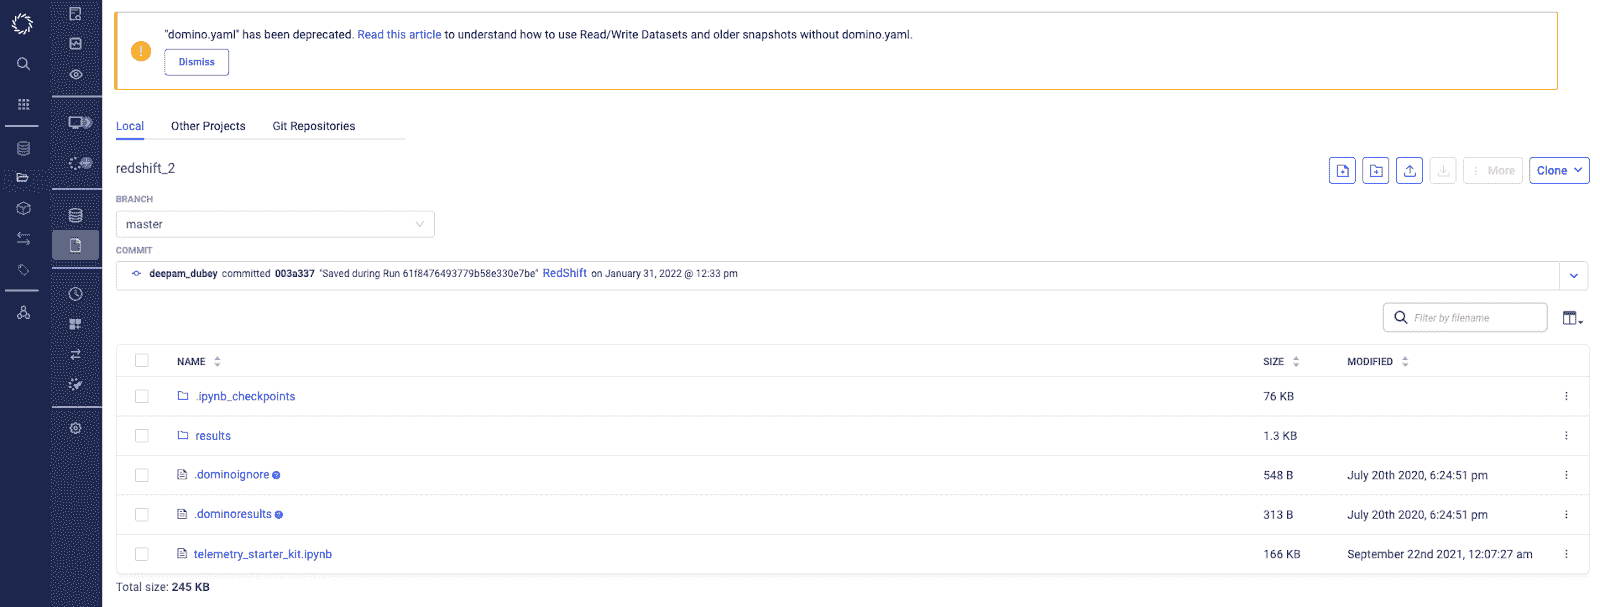 "domino.yaml" has been deprecated. Read this article to understand how to use Read/Write Datasets and older snapshots without domino.yaml.
Dismiss
Local Other Projects Git Repositories
redshift_2
More Clone
BRANCH
master
COMMIT
deepam_dubey committed 003a337 "Saved during Run 61f8476493779b58e330e7be" RedShift on January 31, 2022 @ 12:33 pm
Filter by filename
NAME SIZE MODIFIED
.ipynb_checkpoints 76 KB
results 1.3 KB
.dominoignore 548 B July 20th 2020, 6:24:51 pm
.dominoresults 313 B July 20th 2020, 6:24:51 pm
telemetry_starter_kit.ipynb 166 KB September 22nd 2021, 12:07:27 am
Total size: 245 KB